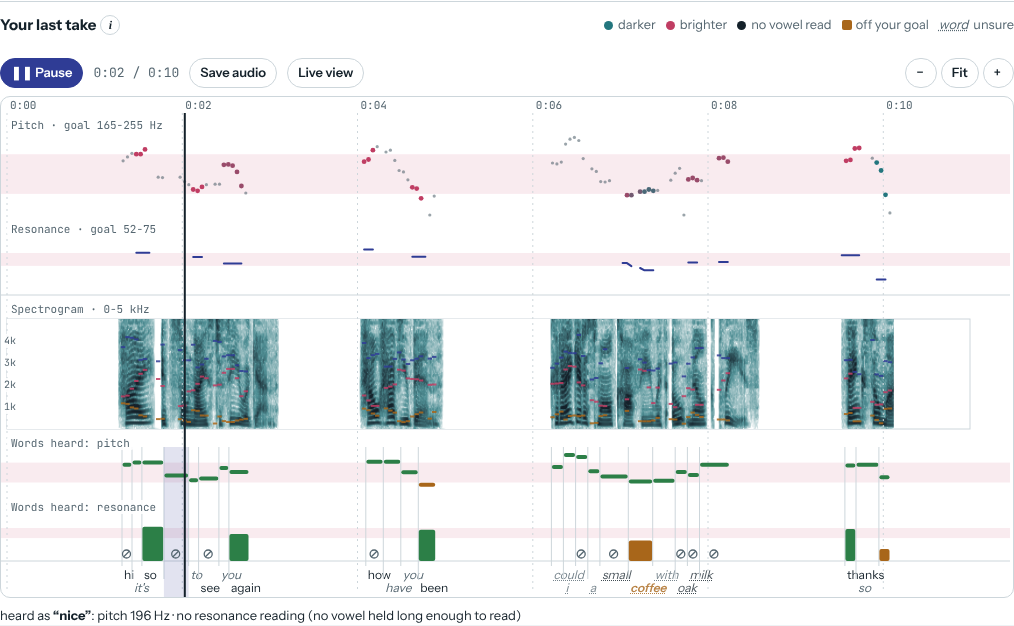 Your last take i
darker brighter no vowel read off your goal word unsure
Pause 0:02 / 0:10 Save audio Live view − Fit +
0:00 0:02 0:04 0:06 0:08 0:10
Pitch · goal 165-255 Hz
Resonance · goal 52-75
Spectrogram · 0-5 kHz
4k
3k
2k
1k
Words heard: pitch
Words heard: resonance
hi so to you how you could small with milk thanks
it's see again have been i a coffee oak so
heard as “nice”: pitch 196 Hz · no resonance reading (no vowel held long enough to read)